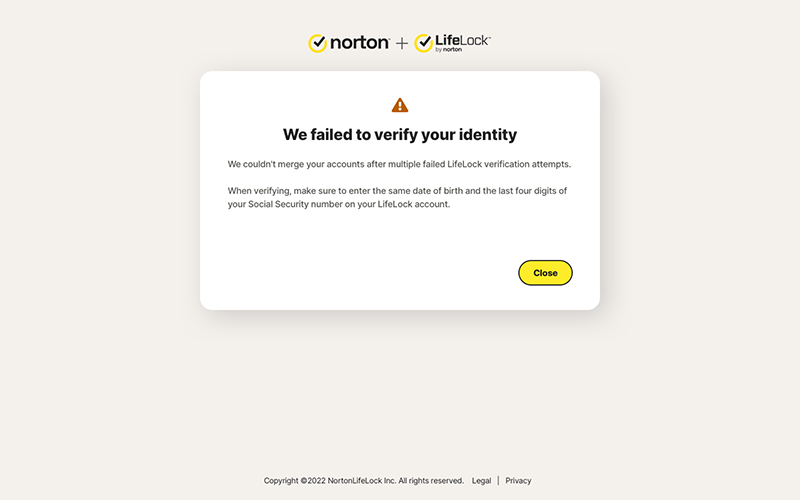 norton + LifeLock™
by norton
We failed to verify your identity
We couldn't merge your accounts after multiple failed LifeLock verification attempts.
When verifying, make sure to enter the same date of birth and the last four digits of
your Social Security number on your LifeLock account.
Close
Copyright ©2022 NortonLifeLock Inc. All rights reserved. Legal | Privacy